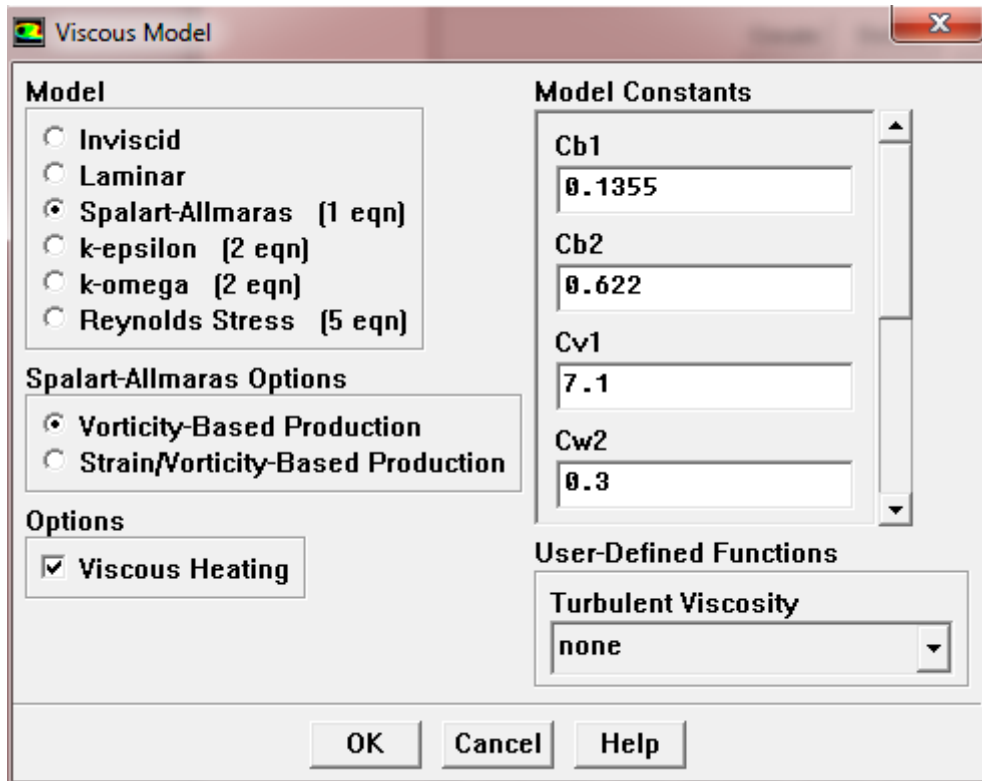 Viscous Model
Model
Inviscid
Laminar
Spalart-Allmaras (1 eqn)
k-epsilon (2 eqn)
k-omega (2 eqn)
Reynolds Stress (5 eqn)
Spalart-Allmaras Options
Vorticity-Based Production
Strain/Vorticity-Based Production
Options
Viscous Heating
Model Constants
Cb1
0.1355
Cb2
0.622
Cv1
7.1
Cw2
0.3
User-Defined Functions
Turbulent Viscosity
none
OK
Cancel
Help